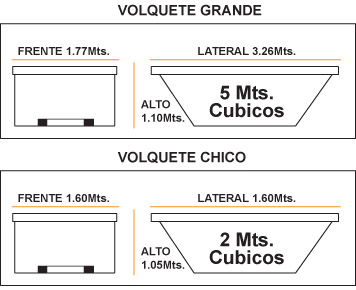 VOLQUETE GRANDE
FRENTE 1.77Mts.
LATERAL 3.26Mts.
ALTO
1.10Mts.
5 Mts.
Cubicos
VOLQUETE CHICO
FRENTE 1.60Mts.
LATERAL 1.60Mts.
ALTO
1.05Mts.
2 Mts.
Cubicos